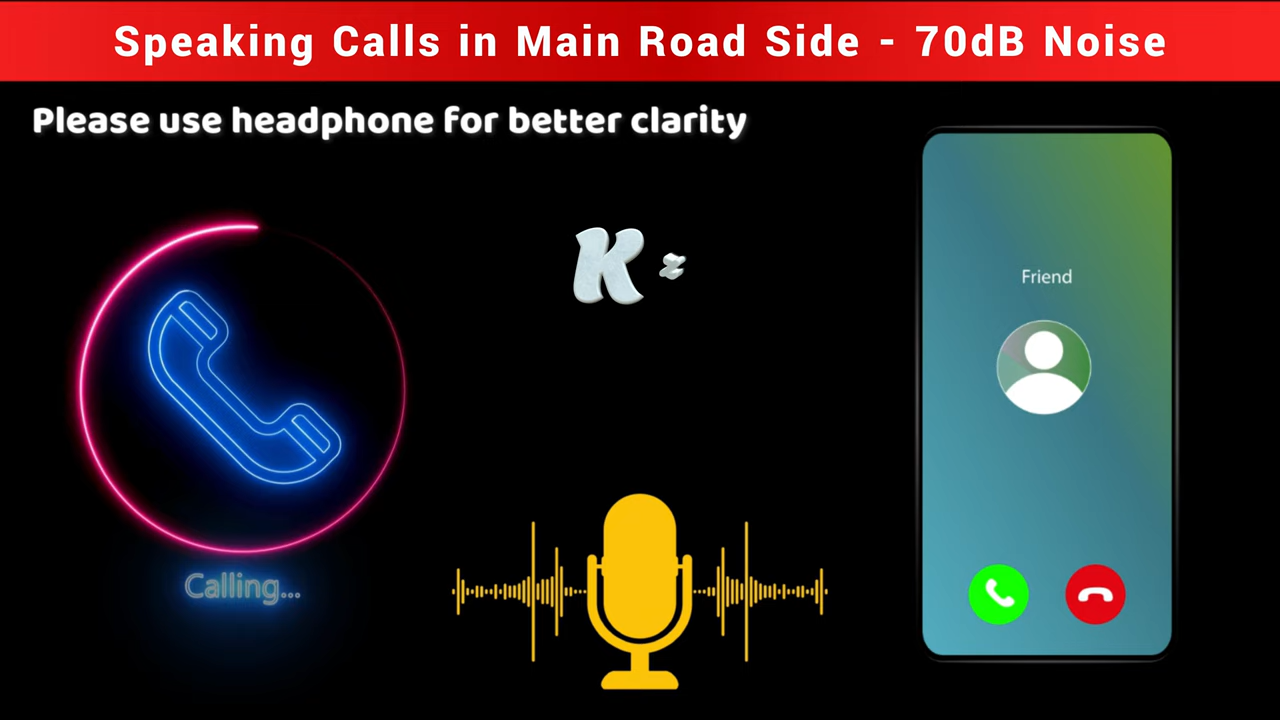 Speaking Calls in Main Road Side - 70dB Noise
Please use headphone for better clarity
K z
Friend
Calling...